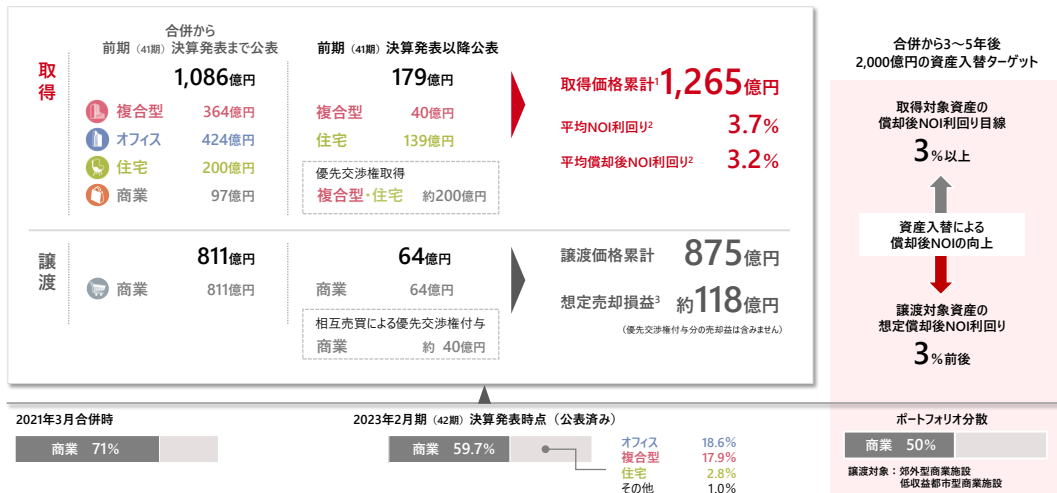 合併から
前期（41期）決算発表まで公表
前期（41期）決算発表以降公表
取得
1,086億円
複合型 364億円
オフィス 424億円
住宅 200億円
商業 97億円
179億円
複合型 40億円
住宅 139億円
優先交渉権取得
複合型・住宅 約200億円
取得価格累計1 1,265億円
平均NOI利回り2 3.7%
平均償却後NOI利回り2 3.2%
譲渡
811億円
商業 811億円
64億円
商業 64億円
相互売買による優先交渉権付与
商業 約 40億円
譲渡価格累計 875億円
想定売却損益3 約118億円
（優先交渉権付与分の売却益は含みません）
合併から3～5年後
2,000億円の資産入替ターゲット
取得対象資産の
償却後NOI利回り目線
3%以上
資産入替による
償却後NOIの向上
譲渡対象資産の
想定償却後NOI利回り
3%前後
2021年3月合併時
商業 71%
2023年2月期（42期）決算発表時点（公表済み）
商業 59.7%
オフィス 18.6%
複合型 17.9%
住宅 2.8%
その他 1.0%
ポートフォリオ分散
商業 50%
譲渡対象：郊外型商業施設
低収益都市型商業施設